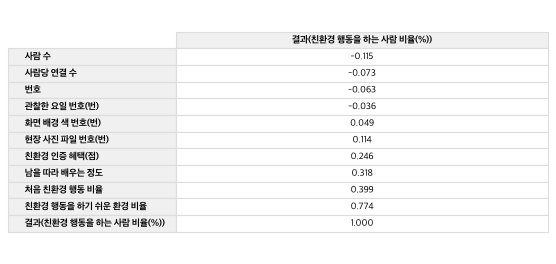 결과(친환경 행동을 하는 사람 비율(%))
사람 수 -0.115
사람당 연결 수 -0.073
번호 -0.063
관찰한 요일 번호(번) -0.036
화면 배경 색 번호(번) 0.049
현장 사진 파일 번호(번) 0.114
친환경 인증 혜택(점) 0.246
남을 따라 배우는 정도 0.318
처음 친환경 행동 비율 0.399
친환경 행동을 하기 쉬운 환경 비율 0.774
결과(친환경 행동을 하는 사람 비율(%)) 1.000